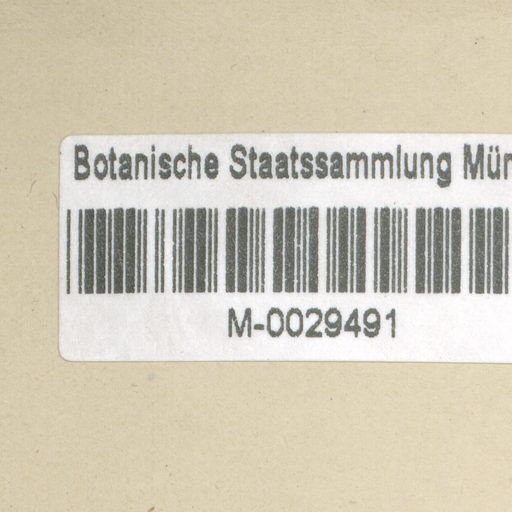 Botanische Staatssammlung Mün
M-0029491